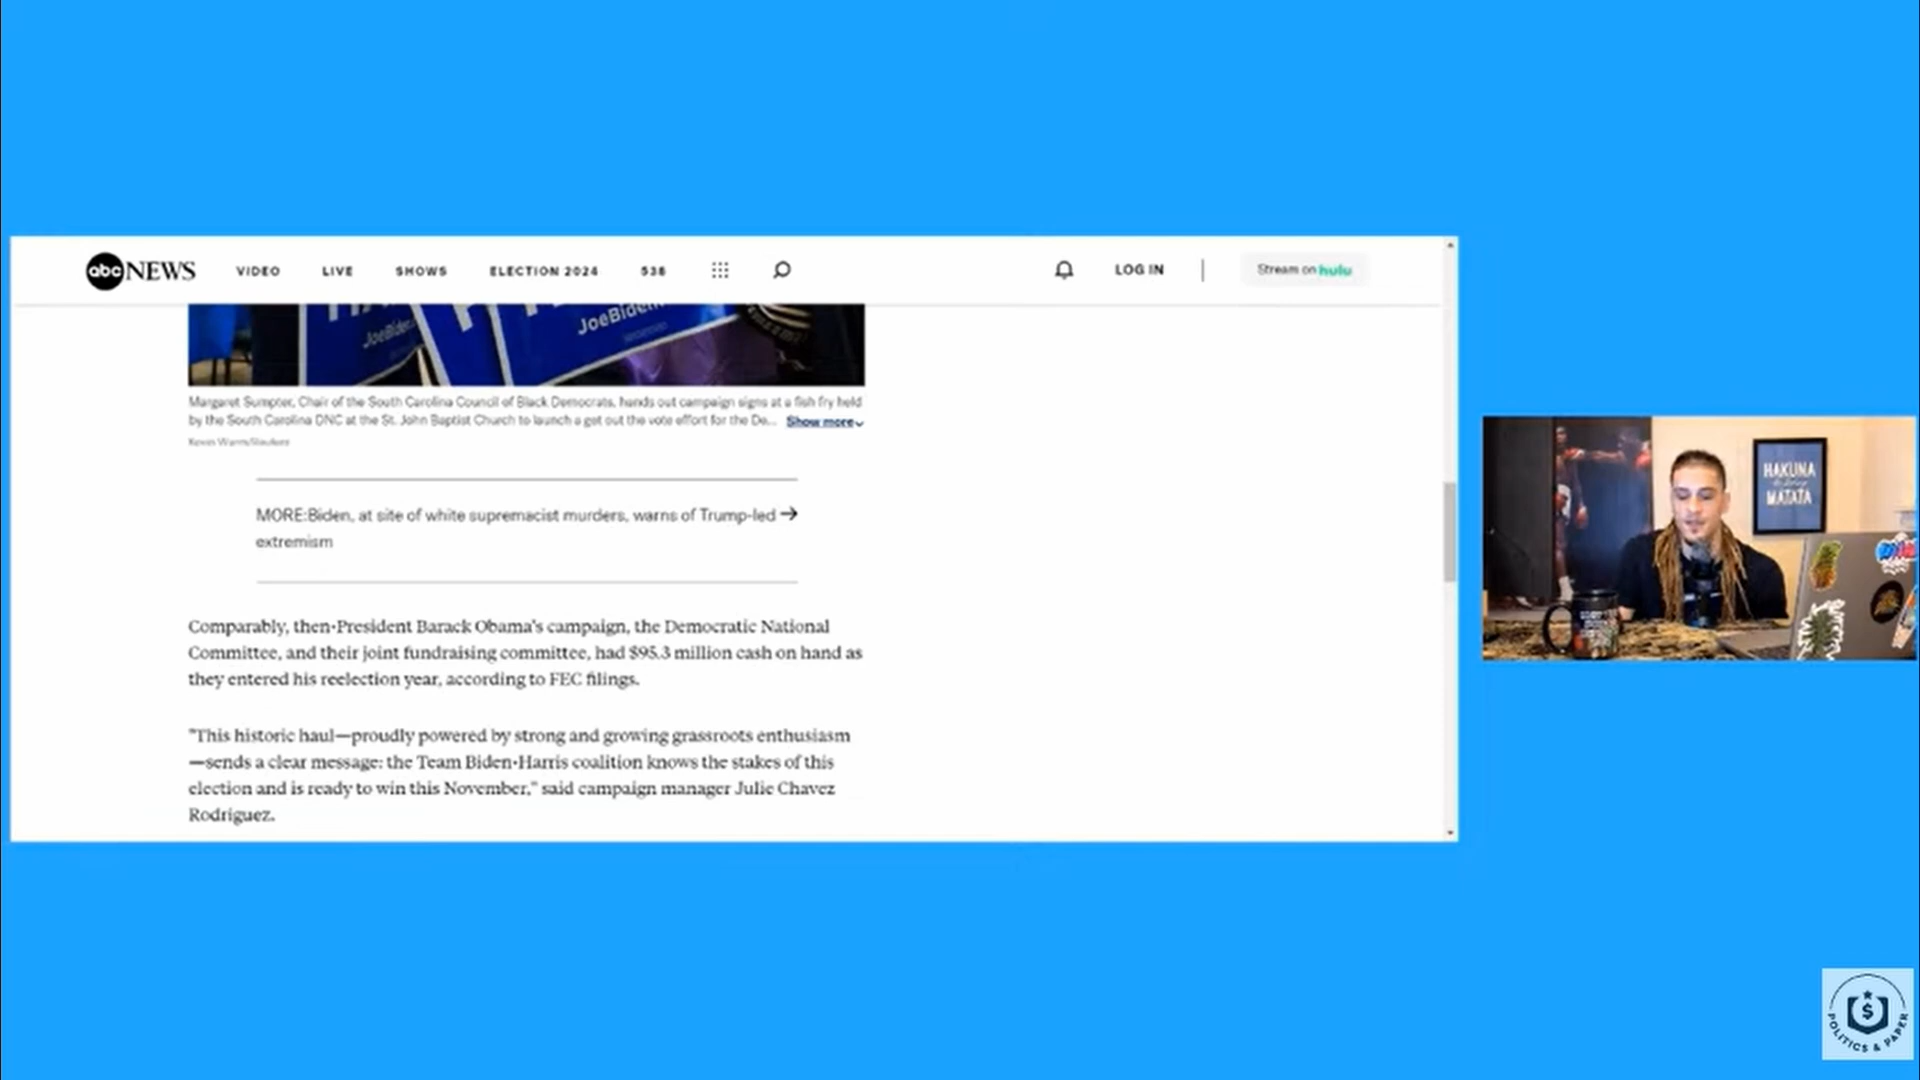 abc NEWS VIDEO LIVE SHOWS ELECTION 2024 538 LOG IN Stream on hulu
JoeBiden
JoeBiden
Margaret Sumpter, Chair of the South Carolina Council of Black Democrats, hands out campaign signs at a fish fry held
by the South Carolina DNC at the St. John Baptist Church to launch a get out the vote effort for the De... Show more
MORE:Biden, at site of white supremacist murders, warns of Trump-led
extremism
Comparably, then-President Barack Obama's campaign, the Democratic National
Committee, and their joint fundraising committee, had $95.3 million cash on hand as
they entered his reelection year, according to FEC filings.
"This historic haul—proudly powered by strong and growing grassroots enthusiasm
—sends a clear message: the Team Biden-Harris coalition knows the stakes of this
election and is ready to win this November," said campaign manager Julie Chavez
Rodriguez.
HAKUNA
MATATA
POLITICS & PAPER